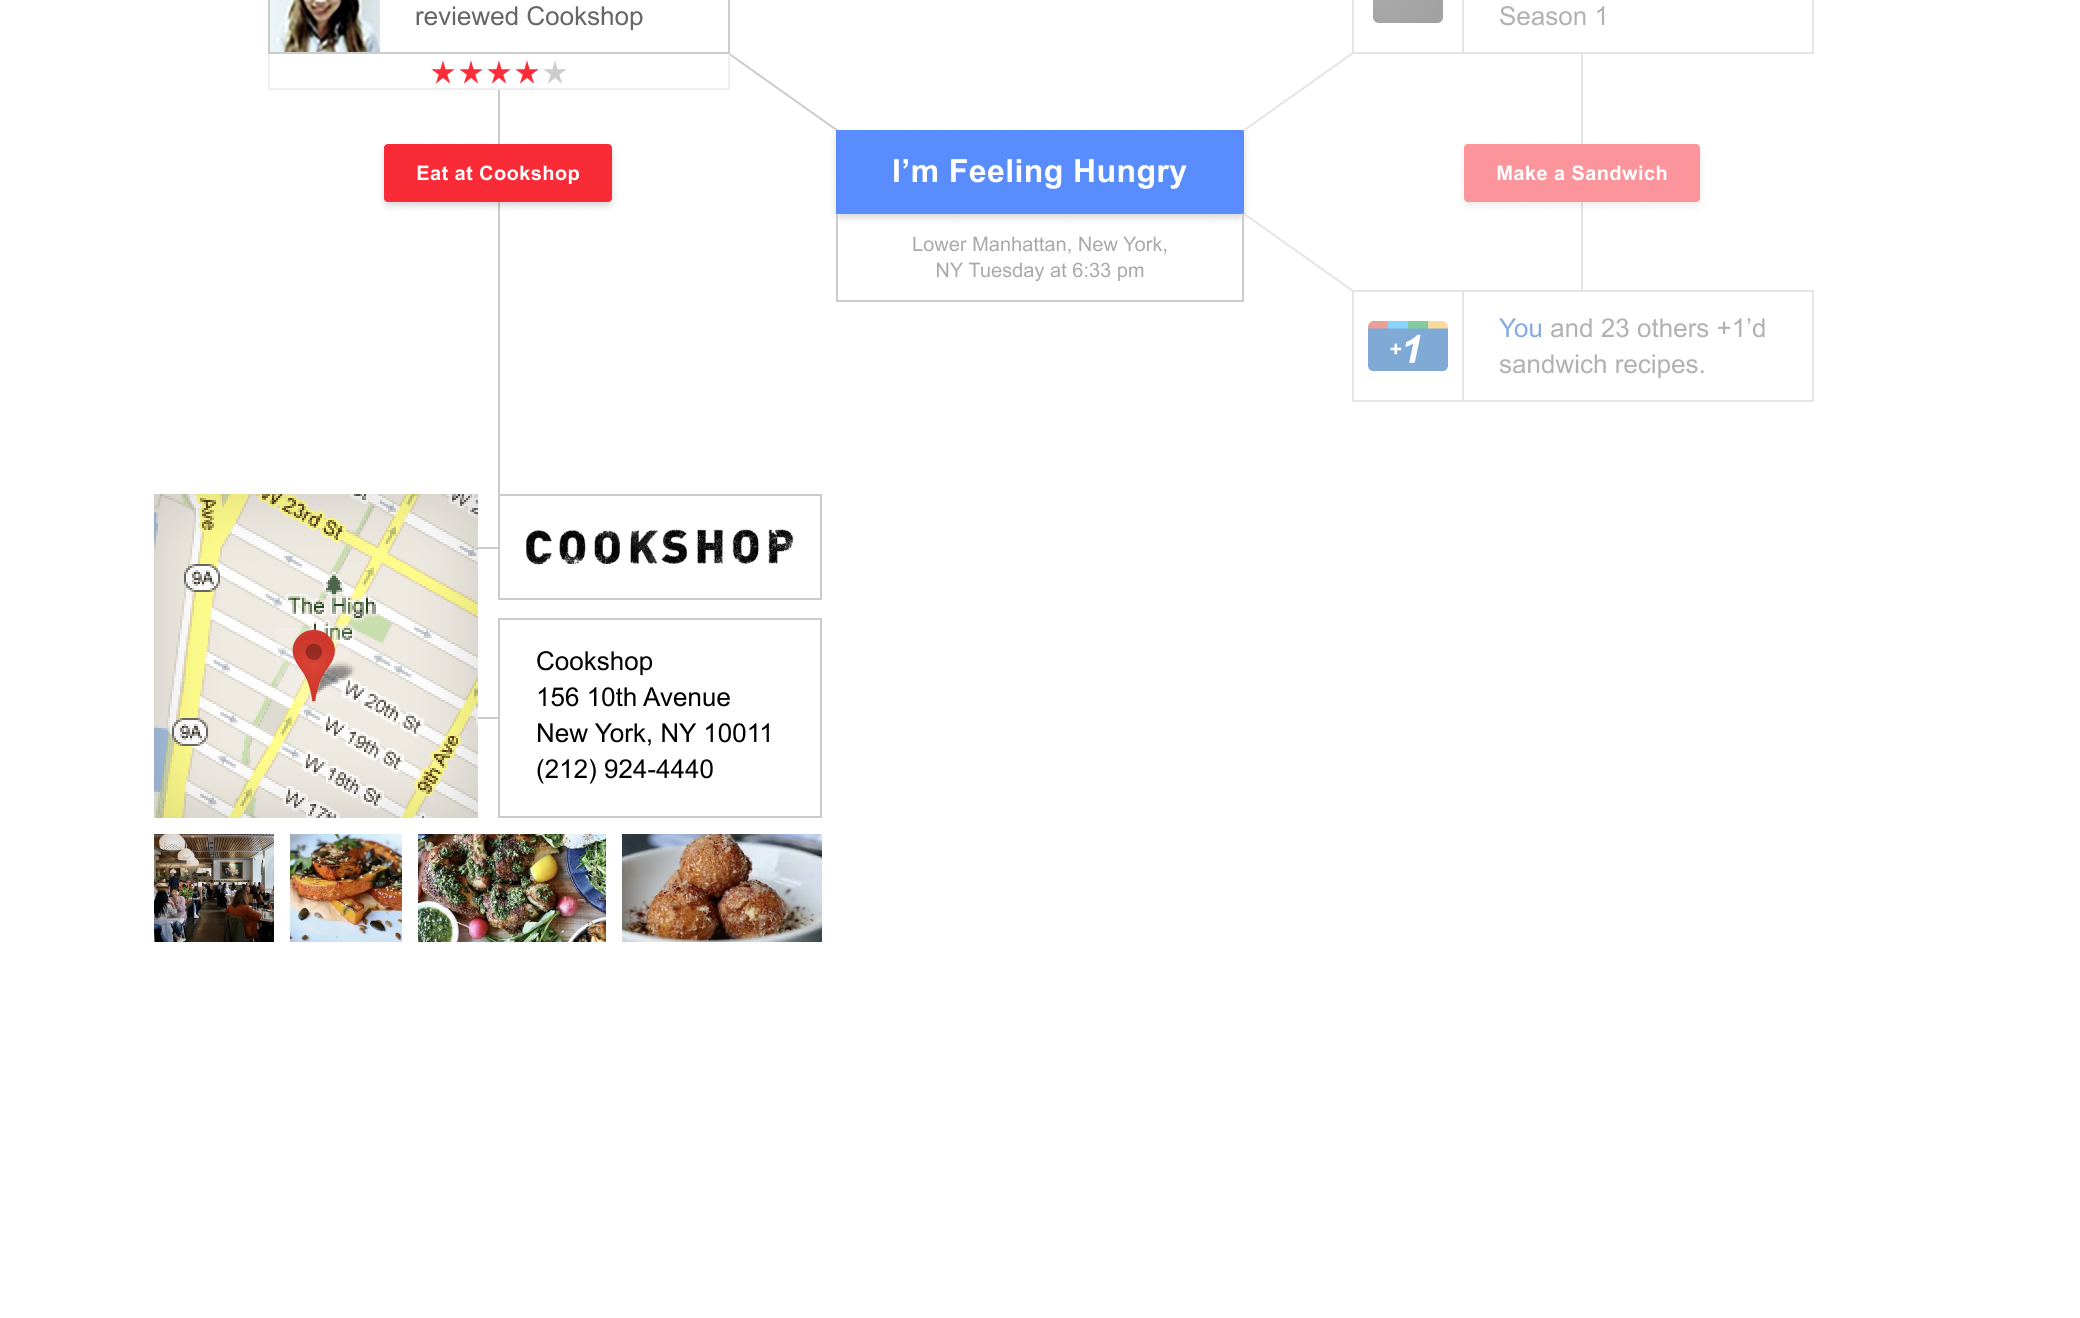 reviewed Cookshop
Season 1
Eat at Cookshop
I’m Feeling Hungry
Make a Sandwich
Lower Manhattan, New York,
NY Tuesday at 6:33 pm
+1
You and 23 others +1’d
sandwich recipes.
Ave
W 23rd St
9A
The High
Line
W 20th St
W 19th St
9A
W 18th St
9th Ave
W 17th
COOKSHOP
Cookshop
156 10th Avenue
New York, NY 10011
(212) 924-4440